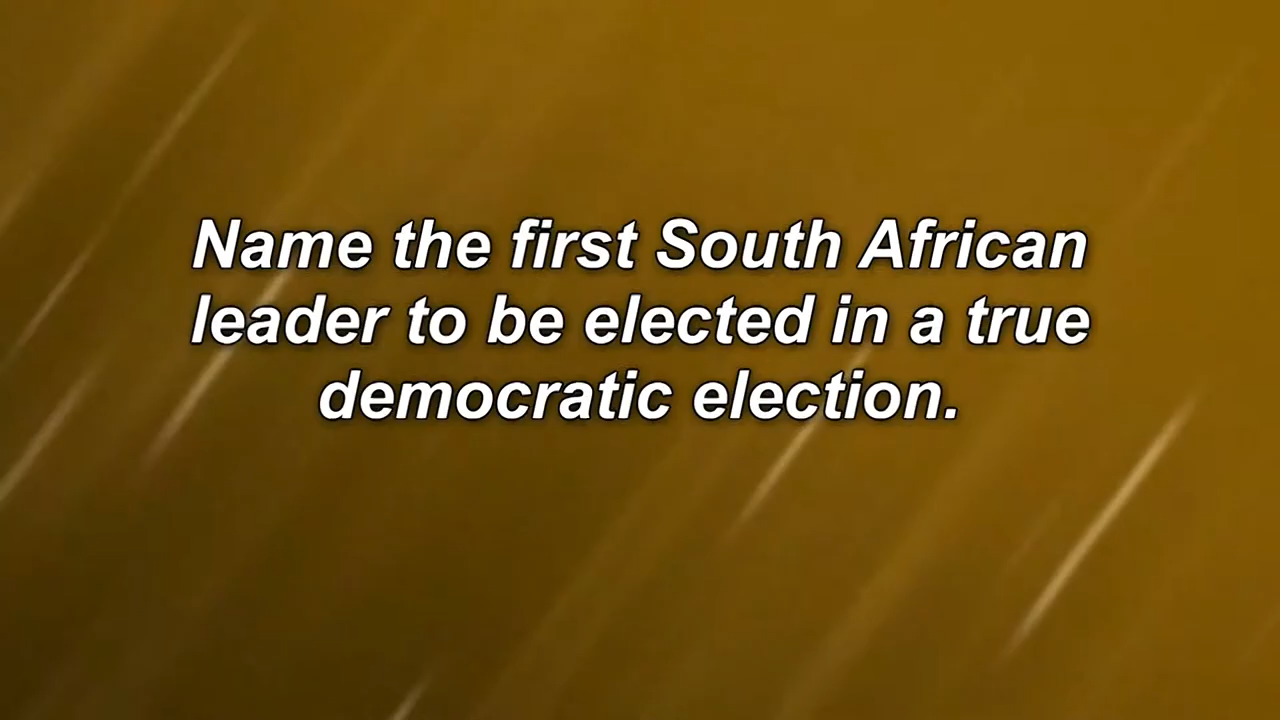 Name the first South African
leader to be elected in a true
democratic election.